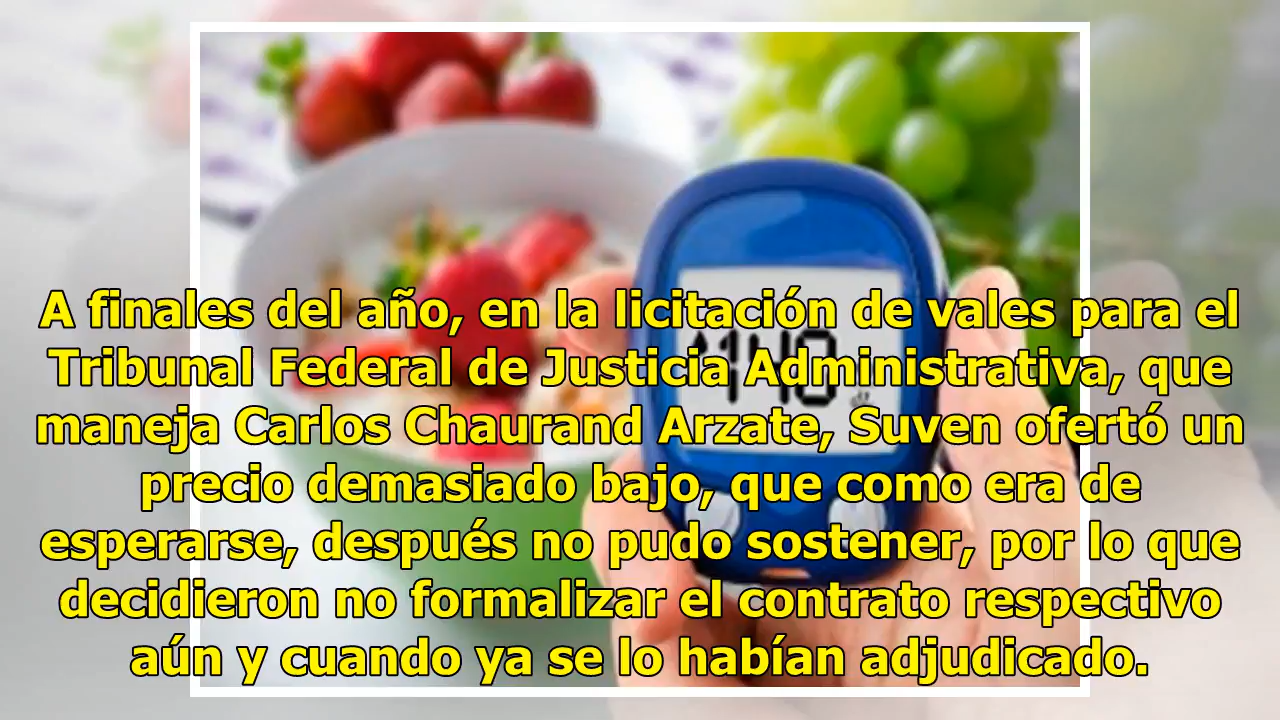 A finales del año, en la licitación de vales para el
Tribunal Federal de Justicia Administrativa, que
maneja Carlos Chaurand Arzate, Suven ofertó un
precio demasiado bajo, que como era de
esperarse, después no pudo sostener, por lo que
decidieron no formalizar el contrato respectivo
aún y cuando ya se lo habían adjudicado.